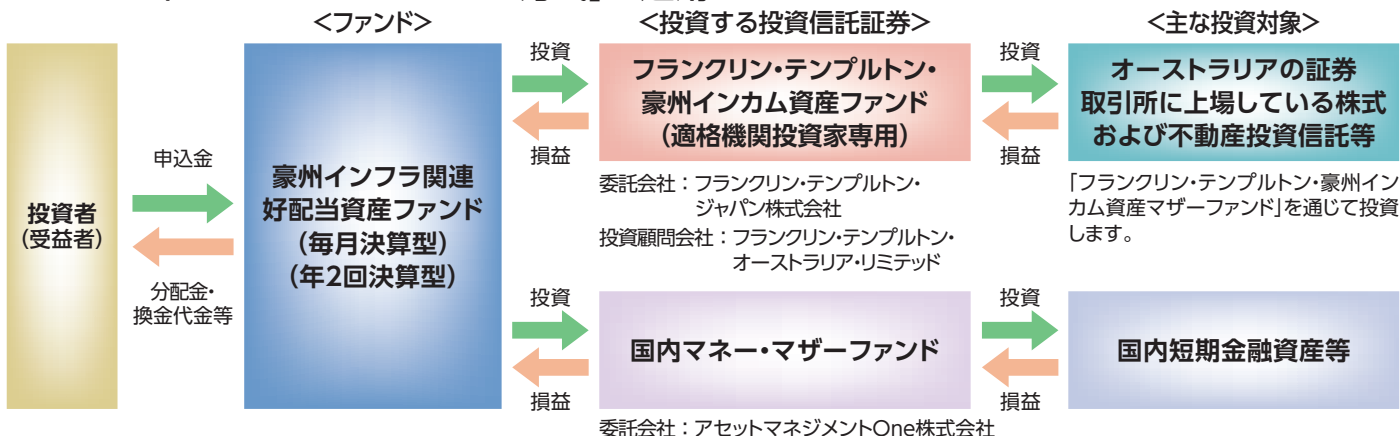 <ファンド>
<投資する投資信託証券>
<主な投資対象>
投資者
(受益者)
申込金
分配金・
換金代金等
豪州インフラ関連
好配当資産ファンド
(毎月決算型)
(年2回決算型)
投資
損益
フランクリン・テンプルトン・
豪州インカム資産ファンド
(適格機関投資家専用)
投資
損益
オーストラリアの証券
取引所に上場している株式
および不動産投資信託等
委託会社：フランクリン・テンプルトン・
ジャパン株式会社
投資顧問会社：フランクリン・テンプルトン・
オーストラリア・リミテッド
「フランクリン・テンプルトン・豪州イン
カム資産マザーファンド」を通じて投資
します。
投資
損益
国内マネー・マザーファンド
投資
損益
国内短期金融資産等
委託会社：アセットマネジメントOne株式会社